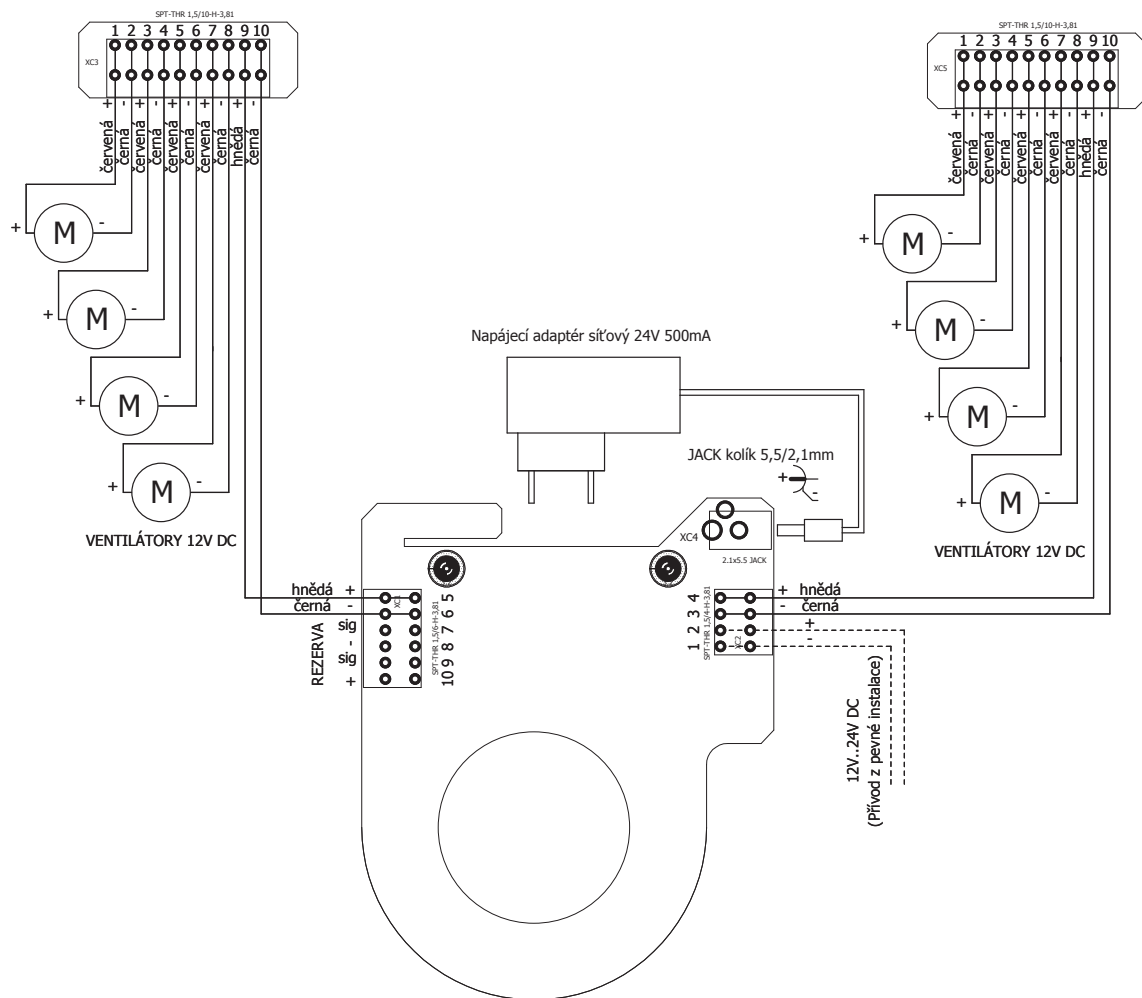 SPT-THR 1,5/10-H-3,81
1 2 3 4 5 6 7 8 9 10
XC3
+ - + - + - + - + -
červená
černá
červená
černá
červená
černá
červená
černá
hnědá
černá
+ M -
+ M -
+ M -
+ M -
VENTILÁTORY 12V DC
SPT-THR 1,5/10-H-3,81
1 2 3 4 5 6 7 8 9 10
XC5
+ - + - + - + - + -
červená
černá
červená
černá
červená
černá
červená
černá
hnědá
černá
+ M -
+ M -
+ M -
+ M -
VENTILÁTORY 12V DC
Napájecí adaptér síťový 24V 500mA
JACK kolík 5,5/2,1mm
+
-
XC4
2.1x5.5 JACK
hnědá +
černá -
REZERVA
sig
-
sig
+
XC1
SPT-THR 1,5/6-H-3,81
10 9 8 7 6 5
1 2 3 4
SPT-THR 1,5/4-H-3,81
XC2
+ hnědá
- černá
+
-
12V..24V DC
(Přívod z pevné instalace)